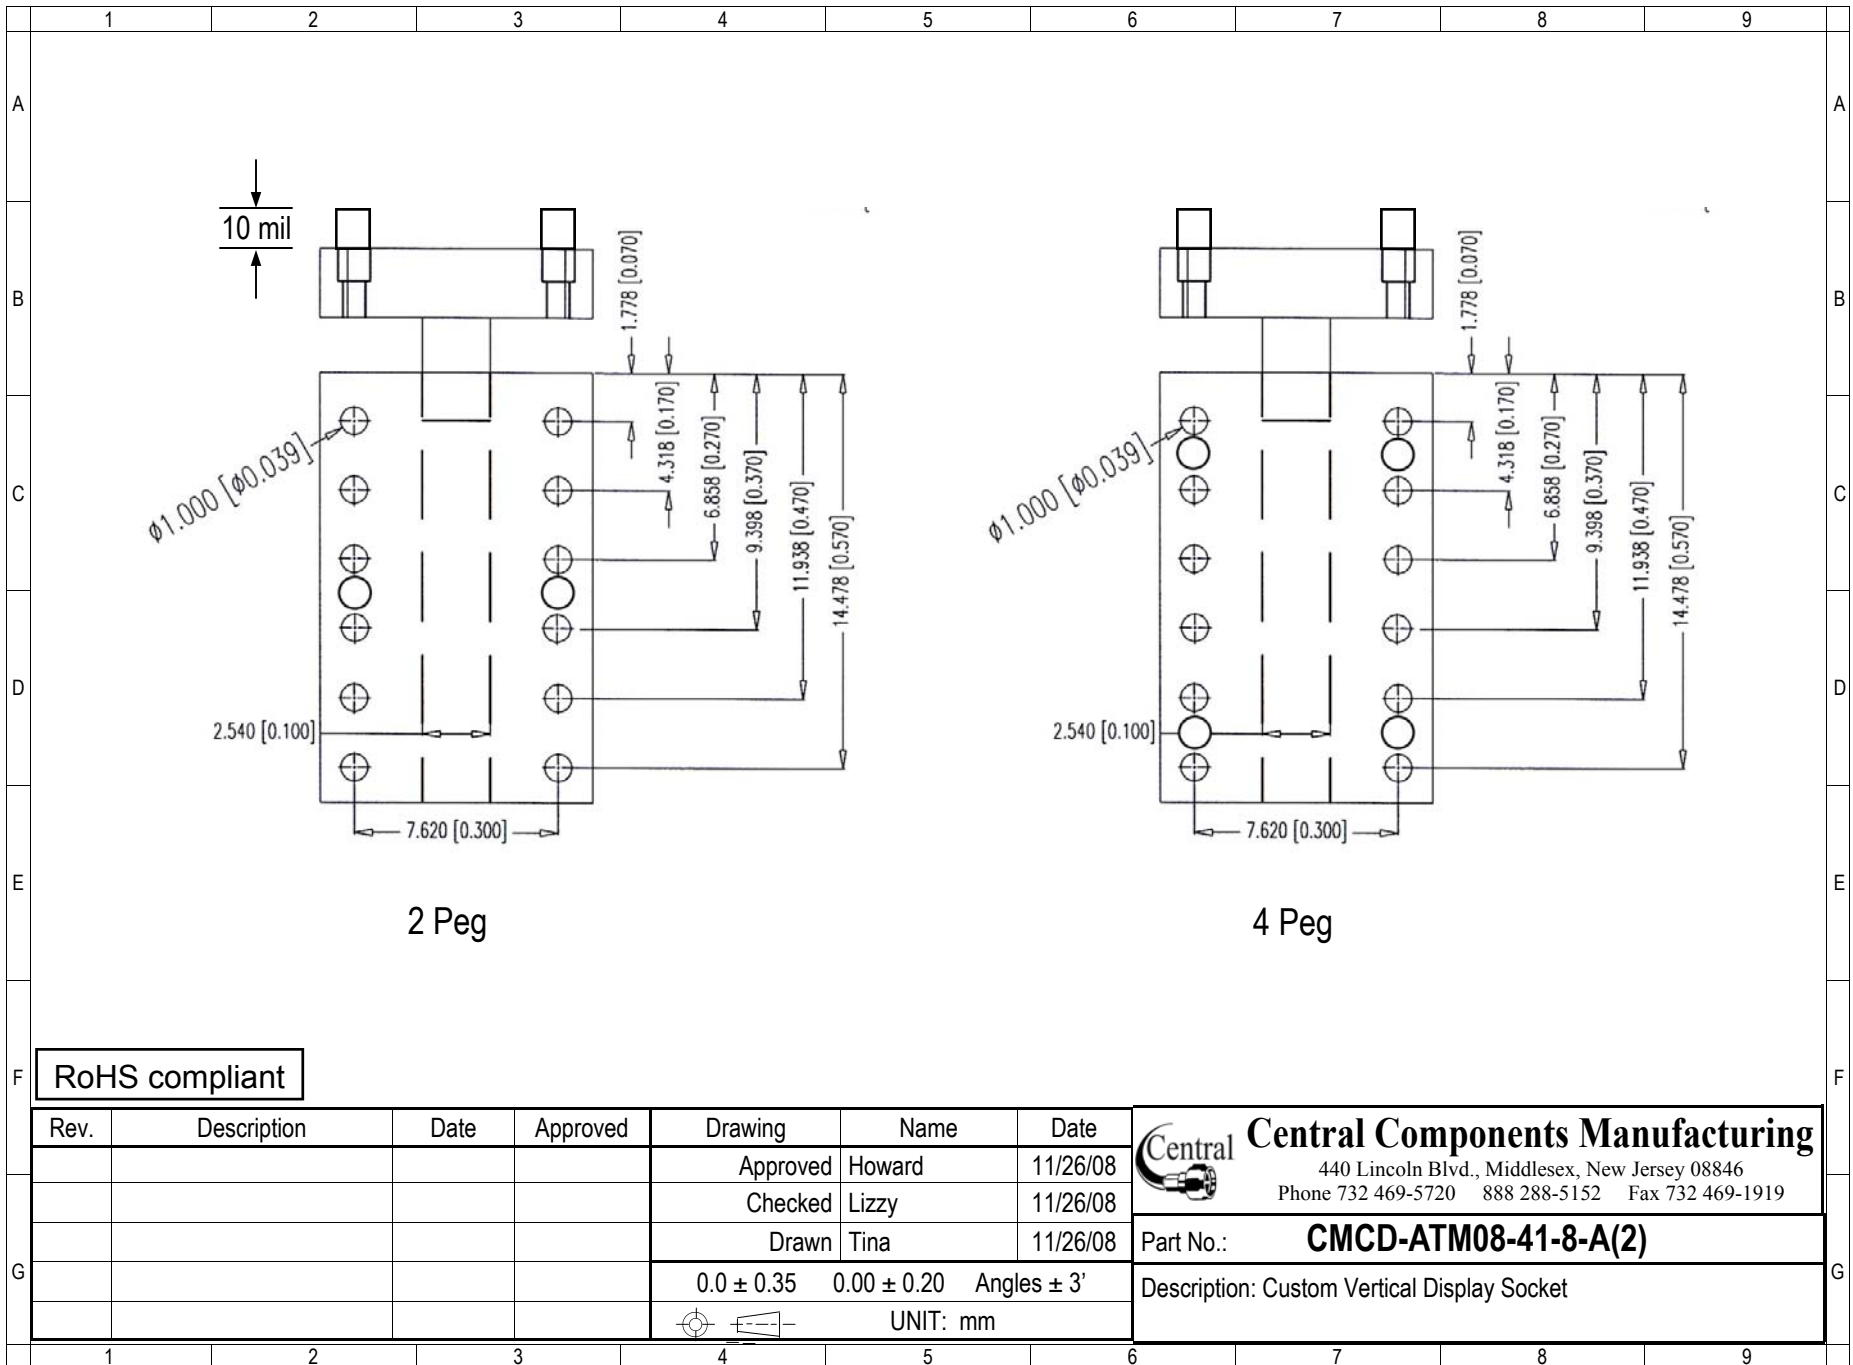 1 2 3 4 5 6 7 8 9
A A
B B
C C
D D
E E
F F
G G
10 mil
1.778 [0.070]
4.318 [0.170]
6.858 [0.270]
9.398 [0.370]
11.938 [0.470]
14.478 [0.570]
ϕ1.000 [ϕ0.039]
2.540 [0.100]
7.620 [0.300]
2 Peg
1.778 [0.070]
4.318 [0.170]
6.858 [0.270]
9.398 [0.370]
11.938 [0.470]
14.478 [0.570]
ϕ1.000 [ϕ0.039]
2.540 [0.100]
7.620 [0.300]
4 Peg
RoHS compliant
Rev. Description Date Approved
Drawing Name Date
Approved Howard 11/26/08
Checked Lizzy 11/26/08
Drawn Tina 11/26/08
0.0 ± 0.35 0.00 ± 0.20 Angles ± 3’
UNIT: mm
Central
Central Components Manufacturing
440 Lincoln Blvd., Middlesex, New Jersey 08846
Phone 732 469-5720 888 288-5152 Fax 732 469-1919
Part No.: CMCD-ATM08-41-8-A(2)
Description: Custom Vertical Display Socket
1 2 3 4 5 6 7 8 9